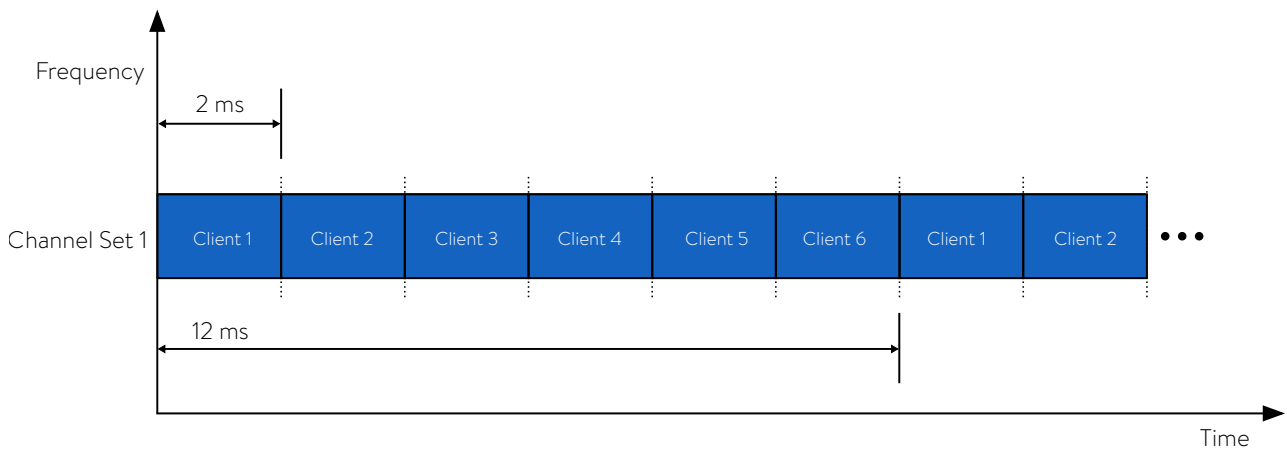 Frequency
2 ms
Channel Set 1
Client 1
Client 2
Client 3
Client 4
Client 5
Client 6
Client 1
Client 2
12 ms
Time